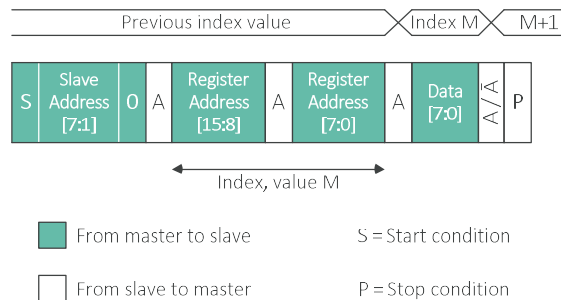 Previous index value Index M M+1
S Slave Address [7:1] 0 A Register Address [15:8] A Register Address [7:0] A Data [7:0] A/Ā P
Index, value M
From master to slave S = Start condition
From slave to master P = Stop condition